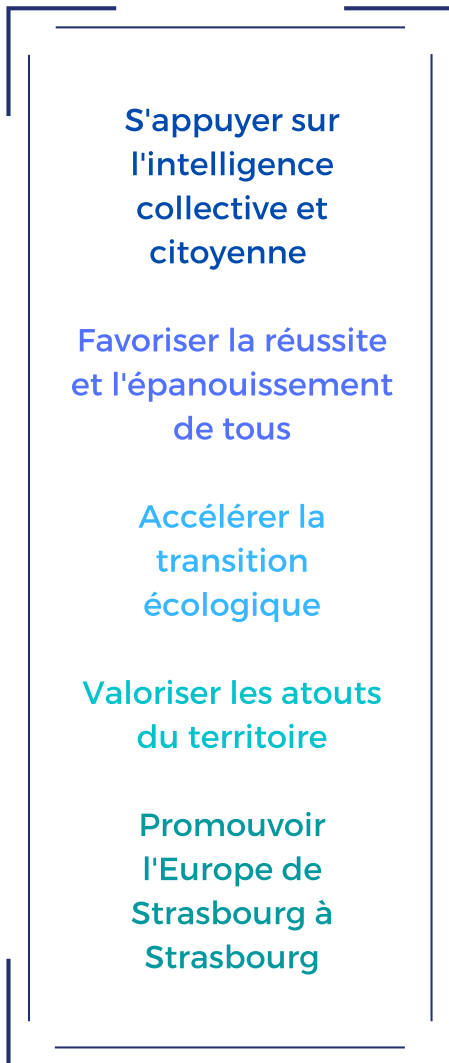 S'appuyer sur
l'intelligence
collective et
citoyenne
Favoriser la réussite
et l'épanouissement
de tous
Accélérer la
transition
écologique
Valoriser les atouts
du territoire
Promouvoir
l'Europe de
Strasbourg à
Strasbourg